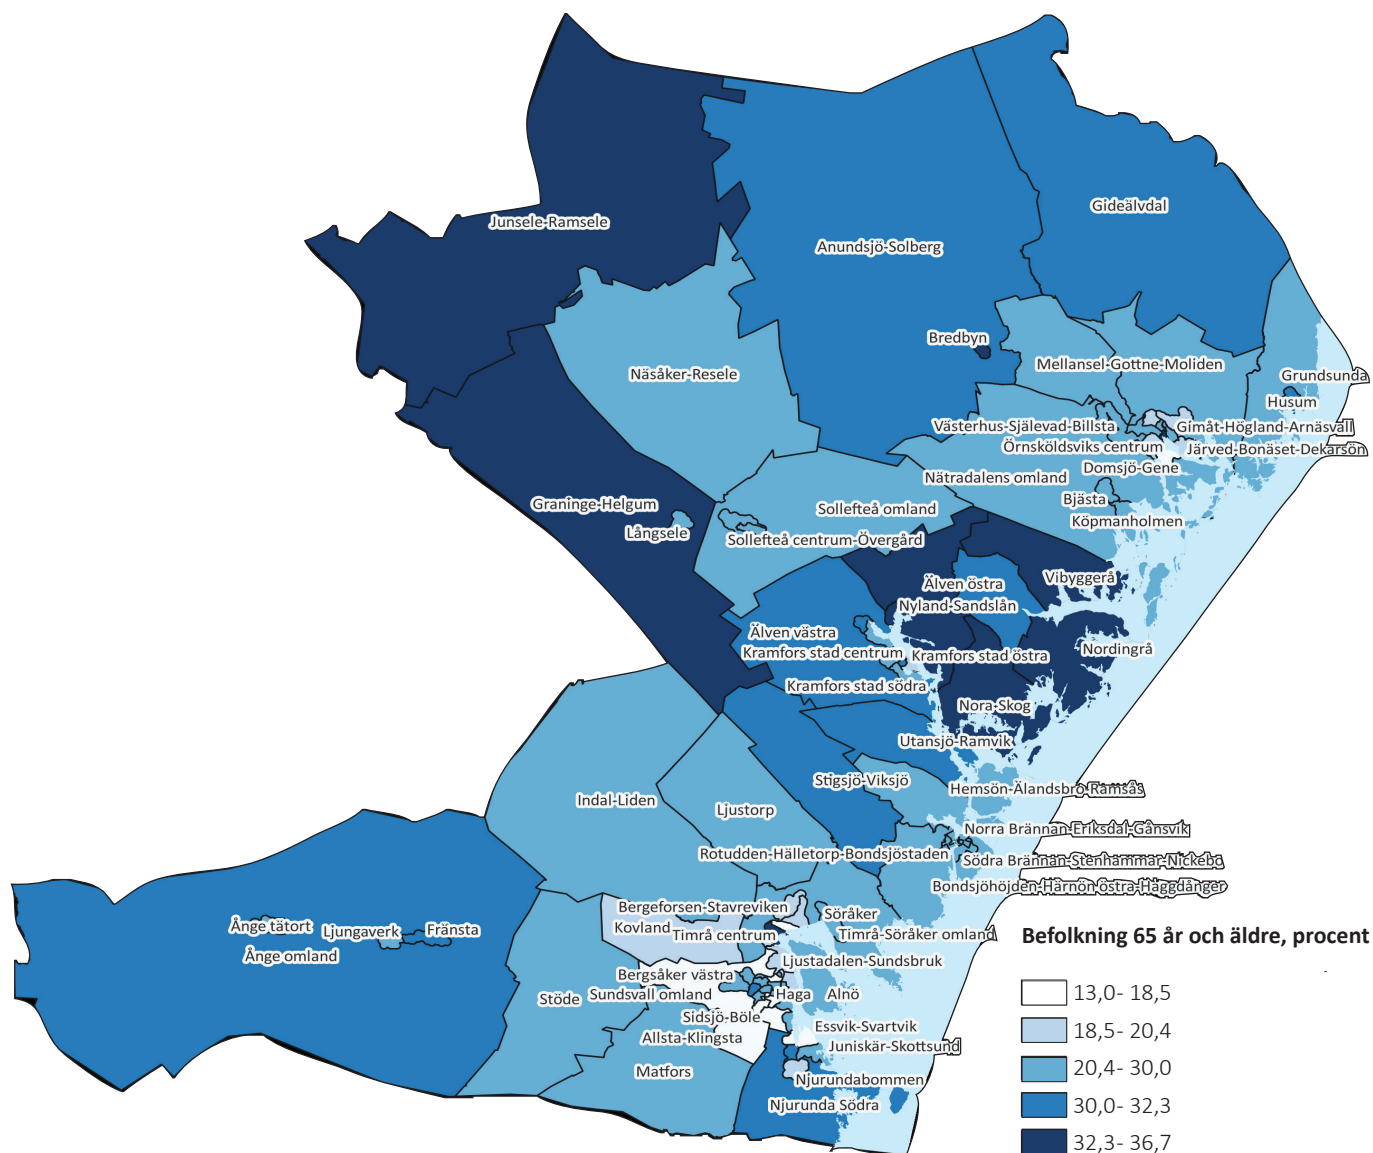 Junsele-Ramsele
Gideälvdal
Anundsjö-Solberg
Bredbyn
Mellansel-Gottne-Moliden
Näsåker-Resele
Grundsunda
Husum
Västerhus-Själevad-Billsta
Gimåt-Högland-Arnäsvall
Örnsköldsviks centrum
Järved-Bonäset-Dekarsön
Domsjö-Gene
Nätradalens omland
Bjästa
Graninge-Helgum
Sollefteå omland
Köpmanholmen
Långsele
Sollefteå centrum-Övergård
Vibyggerå
Älven östra
Nyland-Sandslån
Älven västra
Kramfors stad centrum
Kramfors stad östra
Nordingrå
Kramfors stad södra
Nora-Skog
Utansjö-Ramvik
Stigsjö-Viksjö
Hemsön-Älandsbro-Ramsås
Indal-Liden
Ljustorp
Norra Brännan-Eriksdal-Gånsvik
Rotudden-Hälletorp-Bondsjöstaden
Södra Brännan-Stenhammar-Nickebo
Bondsjöhöjden-Härnön östra-Häggdånger
Bergeforsen-Stavreviken
Söråker
Ånge tätort
Ljungaverk
Fränsta
Kovland
Timrå centrum
Timrå-Söråker omland
Ånge omland
Ljustadalen-Sundsbruk
Bergsåker västra
Stöde
Sundsvall omland
Haga
Alnö
Sidsjö-Böle
Essvik-Svartvik
Allsta-Klingsta
Juniskär-Skottsund
Matfors
Njurundabommen
Njurunda Södra
Befolkning 65 år och äldre, procent
13,0- 18,5
18,5- 20,4
20,4- 30,0
30,0- 32,3
32,3- 36,7